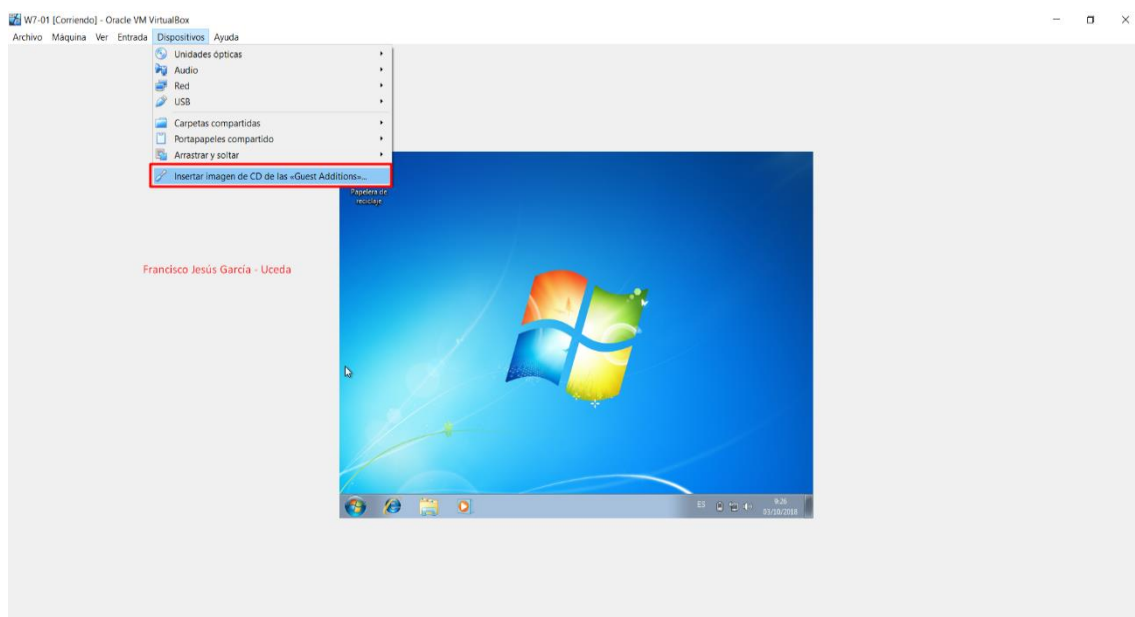 W7-01 [Corriendo] - Oracle VM VirtualBox
Archivo Máquina Ver Entrada Dispositivos Ayuda
Unidades ópticas
Audio
Red
USB
Carpetas compartidas
Portapapeles compartido
Arrastrar y soltar
Insertar imagen de CD de las «Guest Additions»...
Papelera de
reciclaje
Francisco Jesús García - Uceda
ES
9:26
03/10/2018